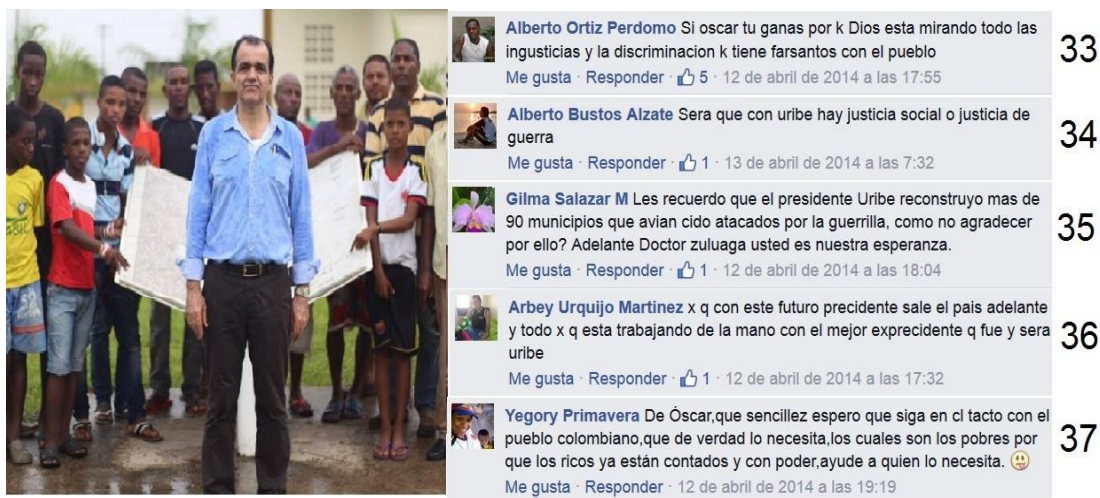 Alberto Ortiz Perdomo Si oscar tu ganas por k Dios esta mirando todo las
ingusticias y la discriminacion k tiene farsantos con el pueblo
Me gusta · Responder · 5 · 12 de abril de 2014 a las 17:55
33
Alberto Bustos Alzate Sera que con uribe hay justicia social o justicia de
guerra
Me gusta · Responder · 1 · 13 de abril de 2014 a las 7:32
34
Gilma Salazar M Les recuerdo que el presidente Uribe reconstruyo mas de
90 municipios que avian cido atacados por la guerrilla, como no agradecer
por ello? Adelante Doctor zuluaga usted es nuestra esperanza.
Me gusta · Responder · 1 · 12 de abril de 2014 a las 18:04
35
Arbey Urquijo Martinez x q con este futuro precidente sale el pais adelante
y todo x q esta trabajando de la mano con el mejor exprecidente q fue y sera
uribe
Me gusta · Responder · 1 · 12 de abril de 2014 a las 17:32
36
Yegory Primavera De Óscar,que sencillez espero que siga en cl tacto con el
pueblo colombiano,que de verdad lo necesita,los cuales son los pobres por
que los ricos ya están contados y con poder,ayude a quien lo necesita. 😜
Me gusta · Responder · 12 de abril de 2014 a las 19:19
37